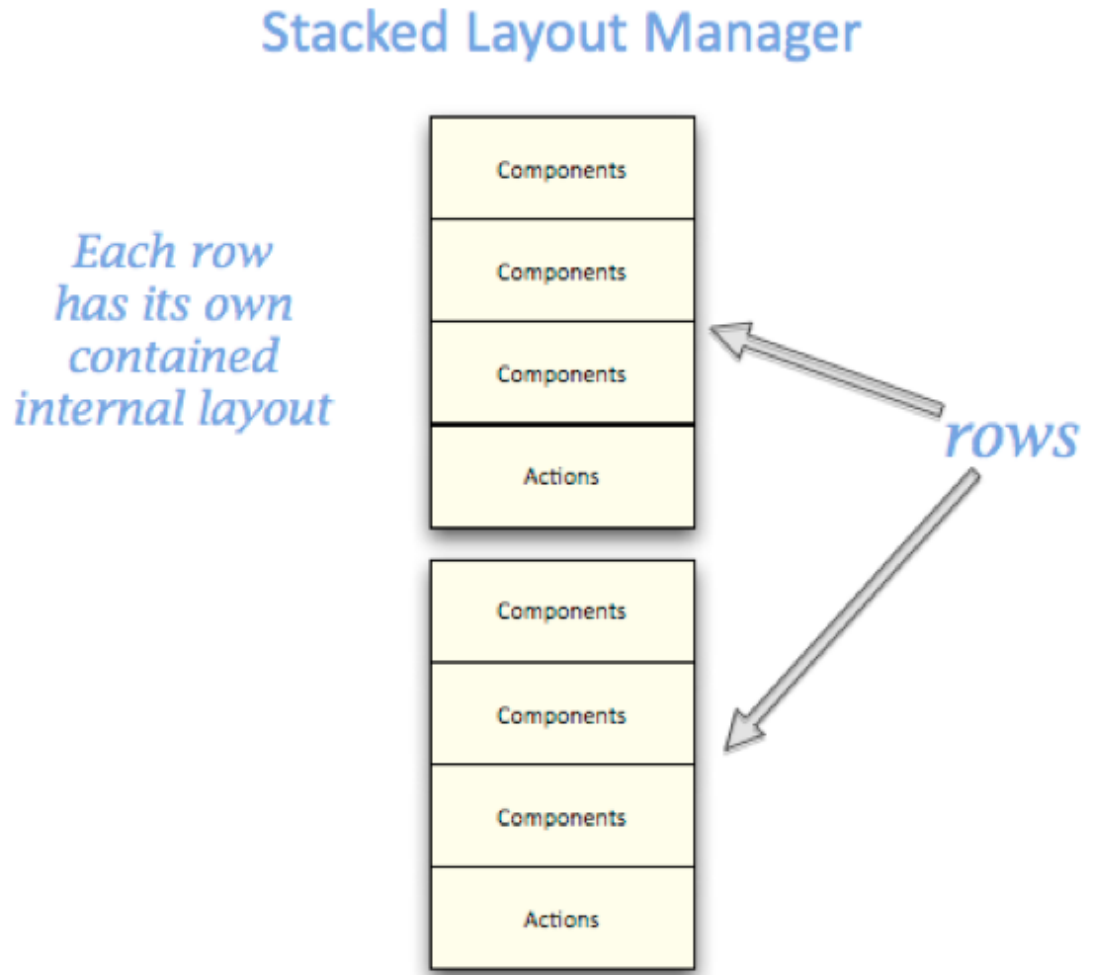 Stacked Layout Manager
Each row
has its own
contained
internal layout
Components
Components
Components
Actions
rows
Components
Components
Components
Actions